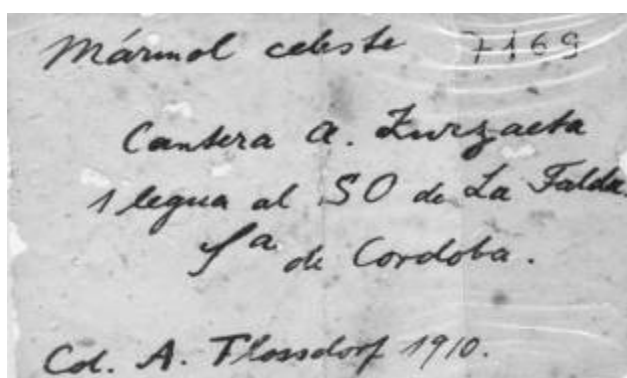 Mármol celeste 7169
Cantera A. Zurzaeta
1 legua al SO de La Falda.
Sª de Cordoba.
Col. A. Flossdorf 1910.